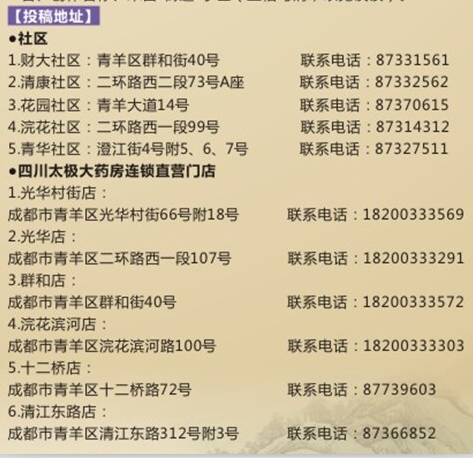 【投稿地址】
●社区
1.财大社区：青羊区群和街40号 联系电话：87331561
2.清康社区：二环路西二段73号A座 联系电话：87332562
3.花园社区：青羊大道14号 联系电话：87370615
4.浣花社区：二环路西一段99号 联系电话：87314312
5.青华社区：澄江街4号附5、6、7号 联系电话：87327511
●四川太极大药房连锁直营门店
1.光华村街店：
成都市青羊区光华村街66号附18号 联系电话：18200333569
2.光华店：
成都市青羊区二环路西一段107号 联系电话：18200333291
3.群和店：
成都市青羊区群和街40号 联系电话：18200333572
4.浣花滨河店：
成都市青羊区浣花滨河路100号 联系电话：18200333303
5.十二桥店：
成都市青羊区十二桥路72号 联系电话：87739603
6.清江东路店：
成都市青羊区清江东路312号附3号 联系电话：87366852